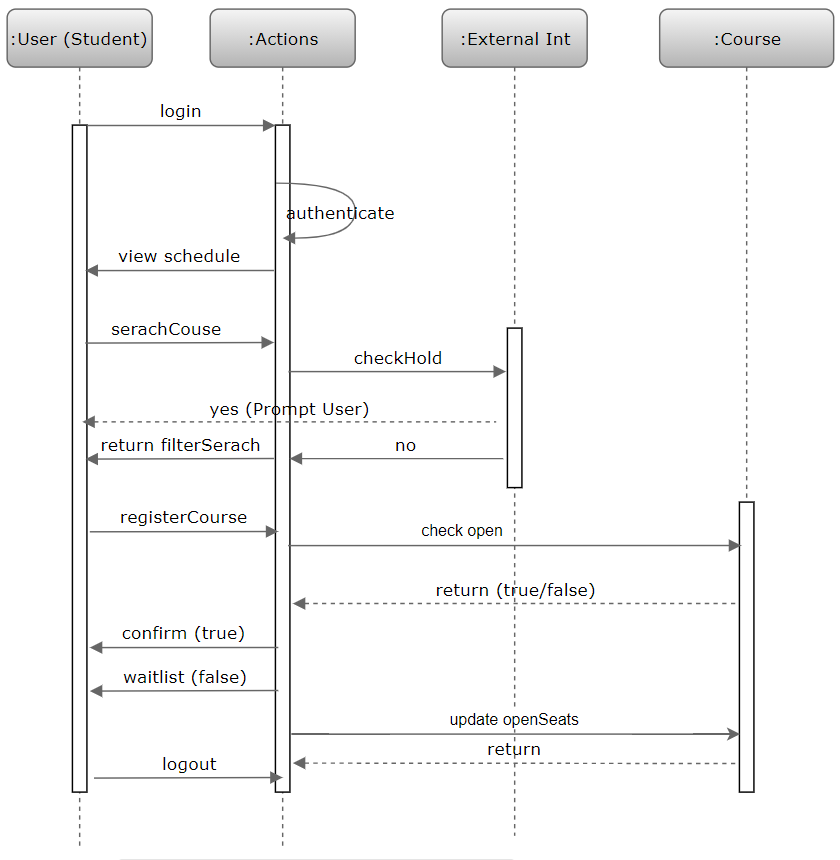 :User (Student)
:Actions
:External Int
:Course
login
authenticate
view schedule
serachCouse
checkHold
yes (Prompt User)
return filterSerach
no
registerCourse
check open
return (true/false)
confirm (true)
waitlist (false)
update openSeats
return
logout